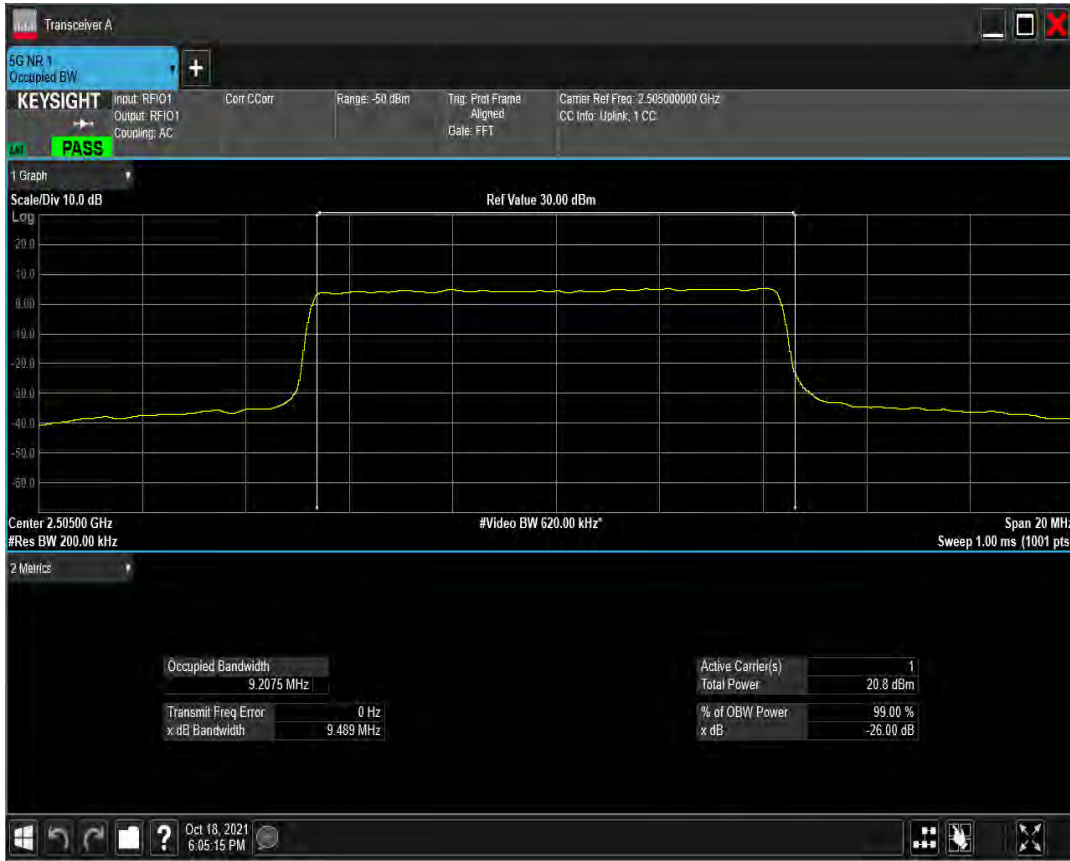 Transceiver A
5G NR 1
Occupied BW
+
KEYSIGHT
Input: RFIO1
Output: RFIO1
Coupling: AC
Corr CCorr
Range: -50 dBm
Trig: Prot Frame
Aligned
Gate: FFT
Carrier Ref Freq: 2.505000000 GHz
CC Info: Uplink, 1 CC
PASS
1 Graph
Scale/Div 10.0 dB
Ref Value 30.00 dBm
Log
20.0
10.0
0.00
-10.0
-20.0
-30.0
-40.0
-50.0
-60.0
Center 2.50500 GHz
#Video BW 620.00 kHz*
Span 20 MHz
#Res BW 200.00 kHz
Sweep 1.00 ms (1001 pts
2 Metrics
Occupied Bandwidth
9.2075 MHz
Transmit Freq Error 0 Hz
x dB Bandwidth 9.489 MHz
Active Carrier(s) 1
Total Power 20.8 dBm
% of OBW Power 99.00 %
x dB -26.00 dB
?
Oct 18, 2021
6:05:15 PM